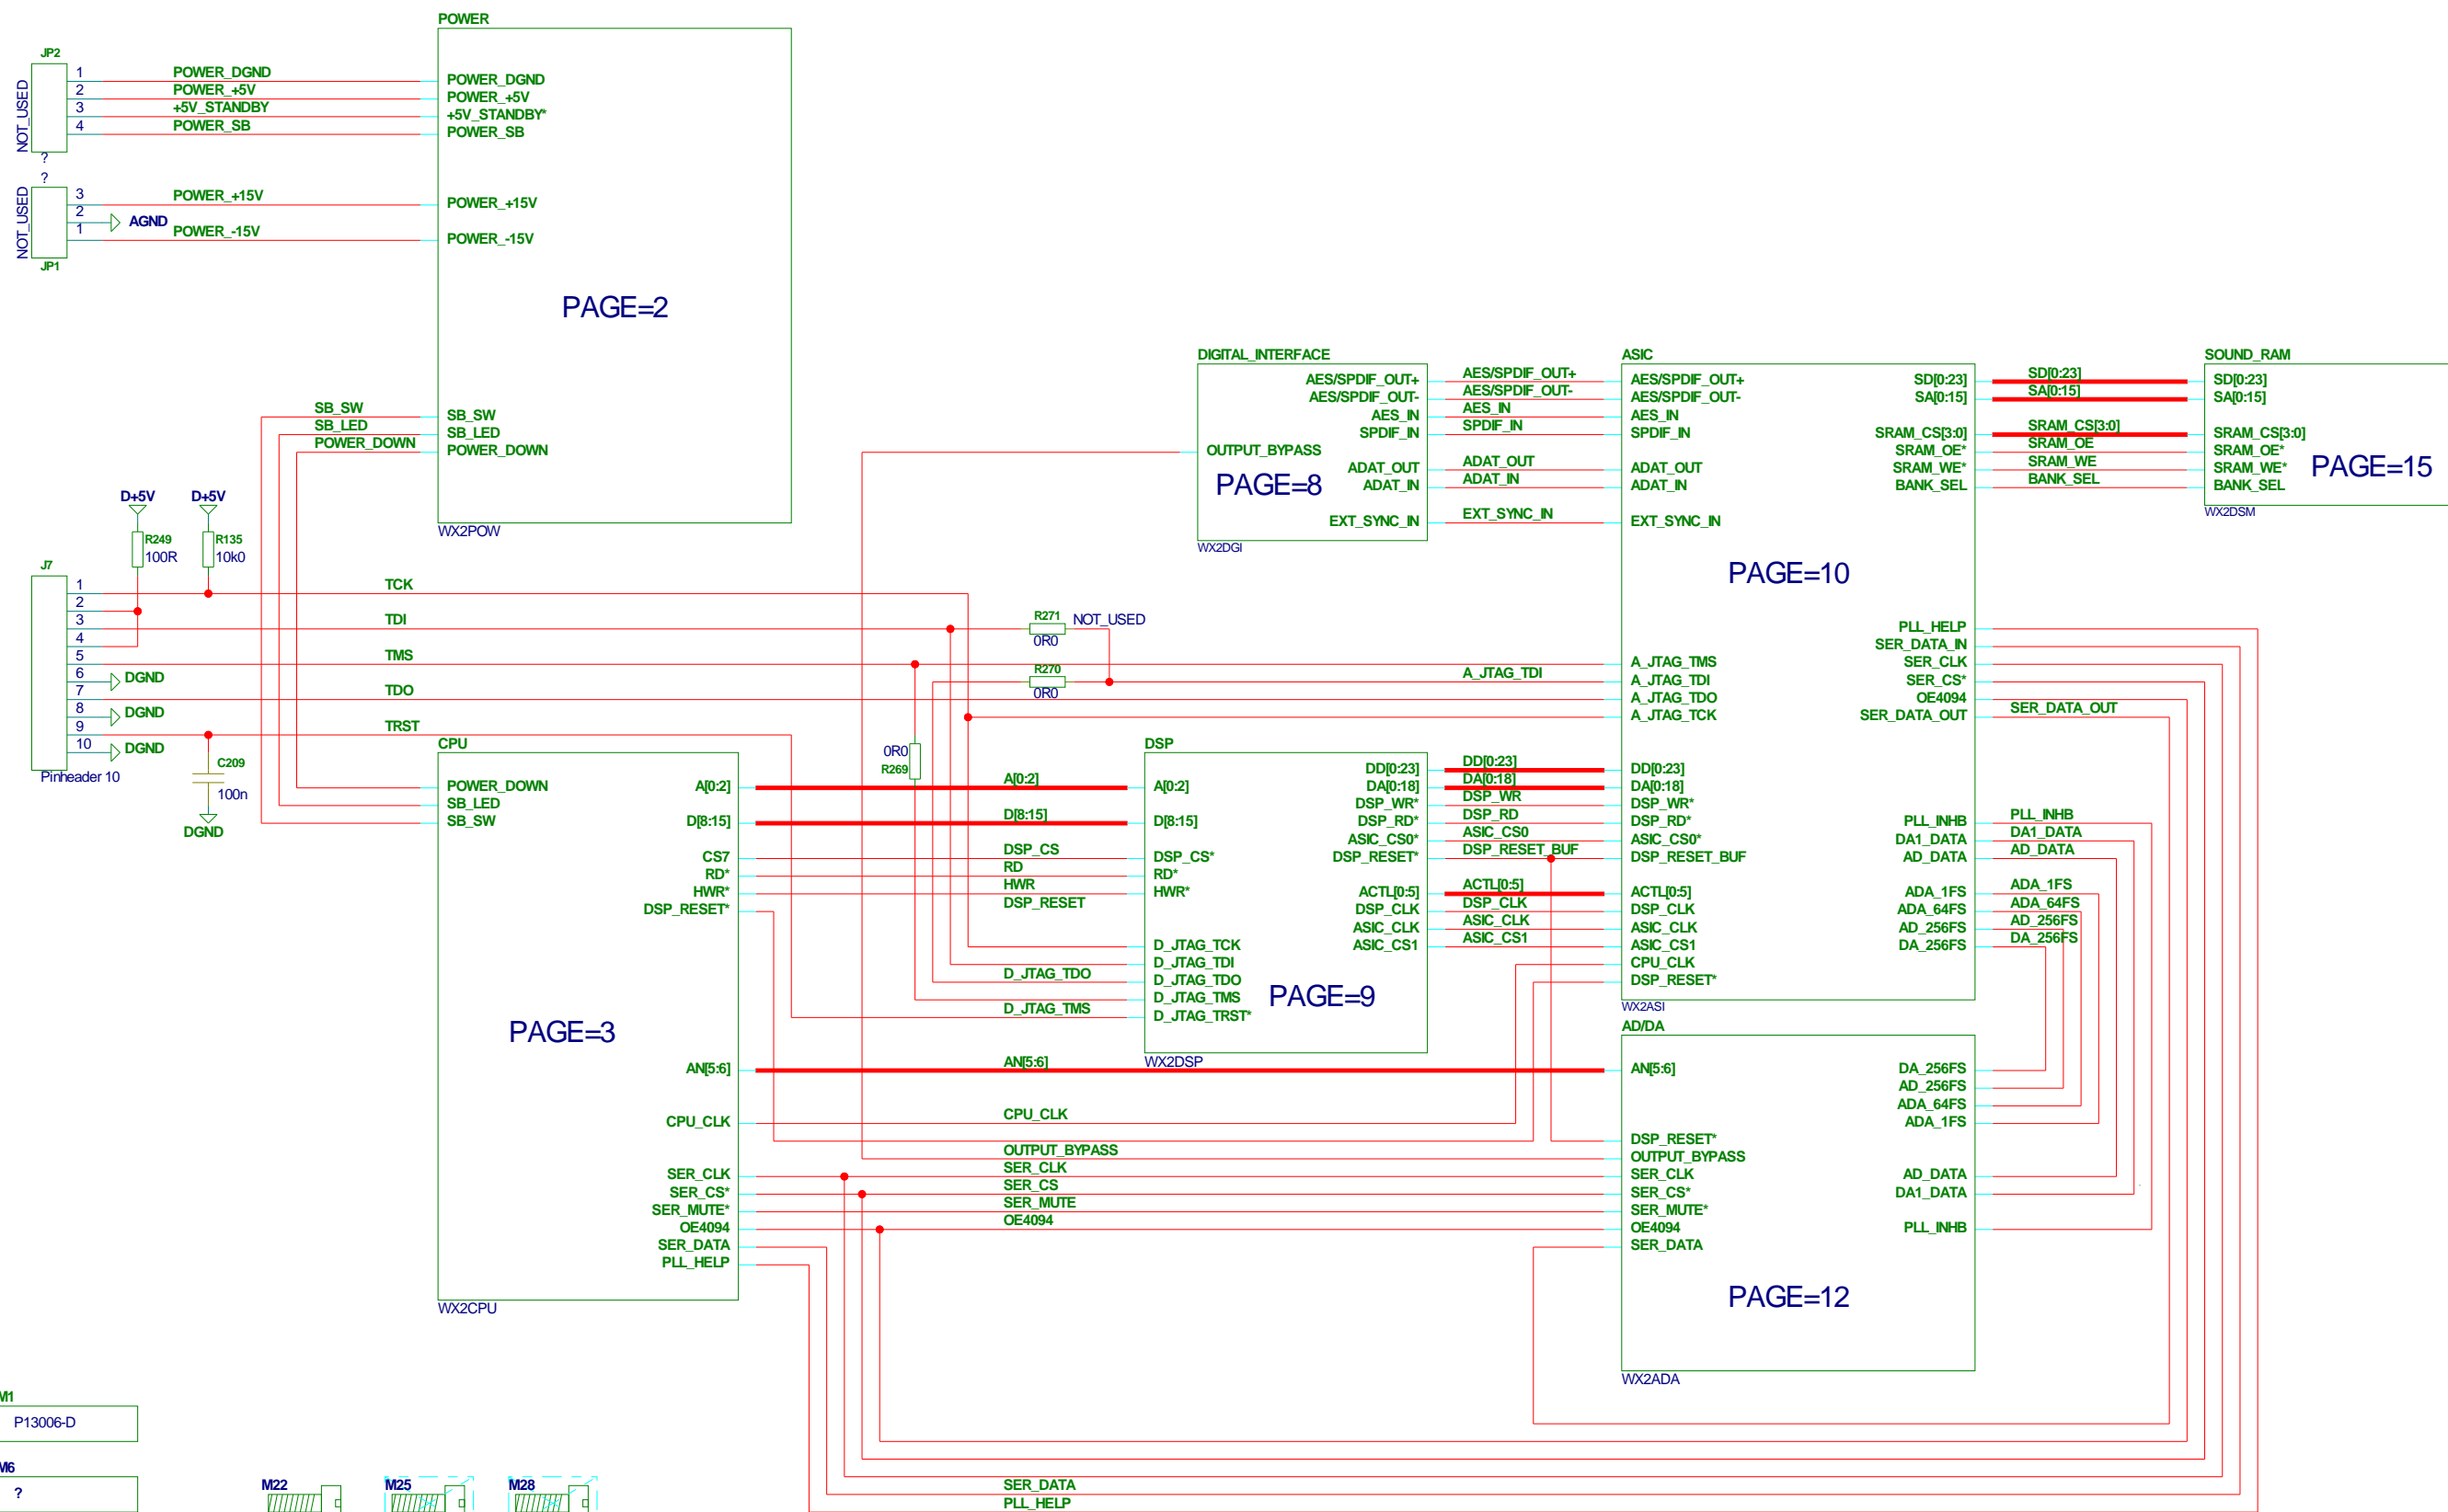 POWER
JP2
NOT_USED
1 POWER_DGND POWER_DGND
2 POWER_+5V POWER_+5V
3 +5V_STANDBY +5V_STANDBY*
4 POWER_SB POWER_SB
?
?
NOT_USED
3 POWER_+15V POWER_+15V
2 AGND
1 POWER_-15V POWER_-15V
JP1
PAGE=2
SB_SW SB_SW
SB_LED SB_LED
POWER_DOWN POWER_DOWN
WX2POW
DIGITAL_INTERFACE
AES/SPDIF_OUT+ AES/SPDIF_OUT+
AES/SPDIF_OUT- AES/SPDIF_OUT-
AES_IN AES_IN
SPDIF_IN SPDIF_IN
OUTPUT_BYPASS
ADAT_OUT ADAT_OUT
PAGE=8
ADAT_IN ADAT_IN
EXT_SYNC_IN EXT_SYNC_IN
WX2DGI
ASIC
AES/SPDIF_OUT+
AES/SPDIF_OUT-
AES_IN
SPDIF_IN
ADAT_OUT
ADAT_IN
EXT_SYNC_IN
SD[0:23] SD[0:23]
SA[0:15] SA[0:15]
SRAM_CS[3:0] SRAM_CS[3:0]
SRAM_OE* SRAM_OE
SRAM_WE* SRAM_WE
BANK_SEL BANK_SEL
PAGE=10
SOUND_RAM
SD[0:23]
SA[0:15]
SRAM_CS[3:0]
SRAM_OE*
SRAM_WE*
BANK_SEL
PAGE=15
WX2DSM
D+5V D+5V
R249 R135
100R 10k0
J7
1 TCK
2
3 TDI
4
5 TMS
6 DGND
7 TDO
8 DGND
9 TRST
10 DGND
Pinheader 10
C209
100n
DGND
R271 NOT_USED
0R0
R270
0R0
A_JTAG_TDI
0R0
R269
PLL_HELP
SER_DATA_IN
A_JTAG_TMS SER_CLK
A_JTAG_TDI SER_CS*
A_JTAG_TDO OE4094
A_JTAG_TCK SER_DATA_OUT SER_DATA_OUT
CPU
POWER_DOWN
SB_LED
SB_SW
A[0:2] A[0:2]
D[8:15] D[8:15]
CS7 DSP_CS
RD* RD
HWR* HWR
DSP_RESET* DSP_RESET
D_JTAG_TDO
D_JTAG_TMS
PAGE=3
AN[5:6] AN[5:6]
CPU_CLK CPU_CLK
OUTPUT_BYPASS
SER_CLK SER_CLK
SER_CS* SER_CS
SER_MUTE* SER_MUTE
OE4094 OE4094
SER_DATA
PLL_HELP
WX2CPU
DSP
A[0:2]
D[8:15]
DSP_CS*
RD*
HWR*
D_JTAG_TCK
D_JTAG_TDI
D_JTAG_TDO
D_JTAG_TMS
D_JTAG_TRST*
PAGE=9
WX2DSP
DD[0:23] DD[0:23]
DA[0:18] DA[0:18]
DSP_WR* DSP_WR
DSP_RD* DSP_RD
ASIC_CS0* ASIC_CS0
DSP_RESET* DSP_RESET_BUF
ACTL[0:5] ACTL[0:5]
DSP_CLK DSP_CLK
ASIC_CLK ASIC_CLK
ASIC_CS1 ASIC_CS1
DD[0:23]
DA[0:18]
DSP_WR*
DSP_RD*
ASIC_CS0*
DSP_RESET_BUF
ACTL[0:5]
DSP_CLK
ASIC_CLK
ASIC_CS1
CPU_CLK
DSP_RESET*
PLL_INHB PLL_INHB
DA1_DATA DA1_DATA
AD_DATA AD_DATA
ADA_1FS ADA_1FS
ADA_64FS ADA_64FS
AD_256FS AD_256FS
DA_256FS DA_256FS
WX2ASI
AD/DA
AN[5:6] DA_256FS
AD_256FS
ADA_64FS
ADA_1FS
DSP_RESET*
OUTPUT_BYPASS
SER_CLK AD_DATA
SER_CS* DA1_DATA
SER_MUTE*
OE4094 PLL_INHB
SER_DATA
PAGE=12
WX2ADA
M1
P13006-D
M6
?
M22 M25 M28
SER_DATA
PLL_HELP